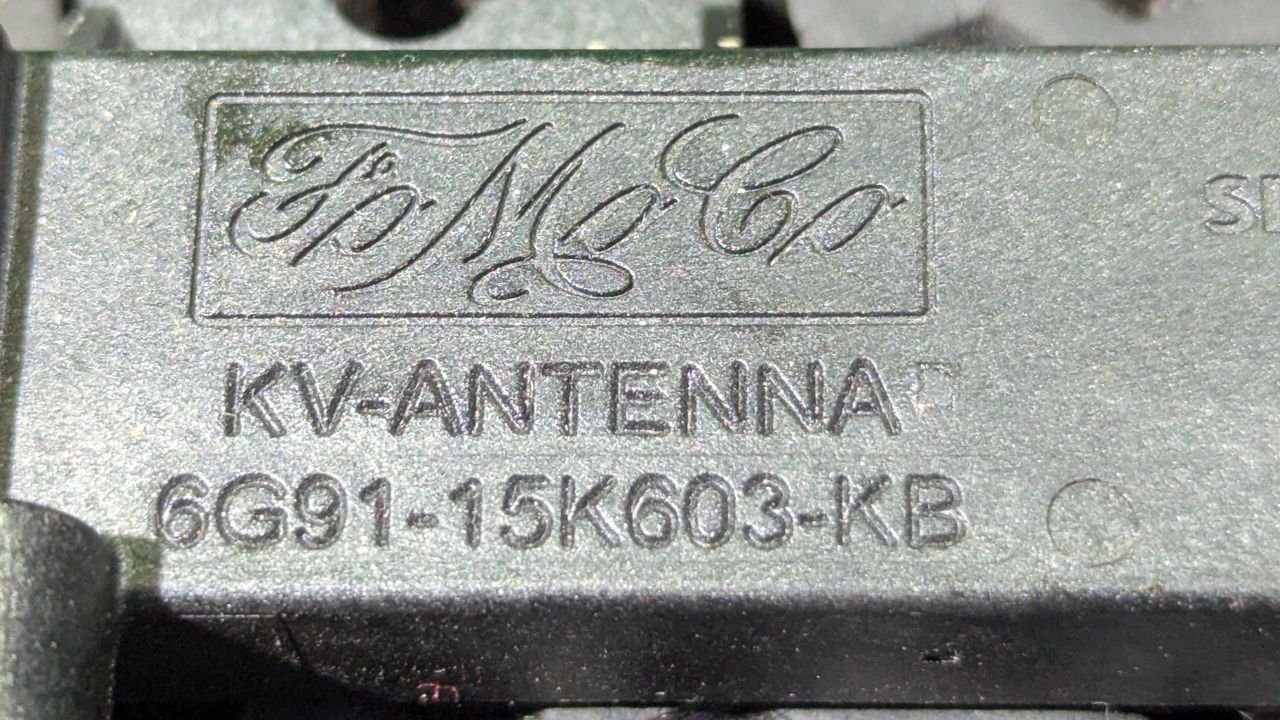 FoMoCo
KV-ANTENNA
6G91-15K603-KB